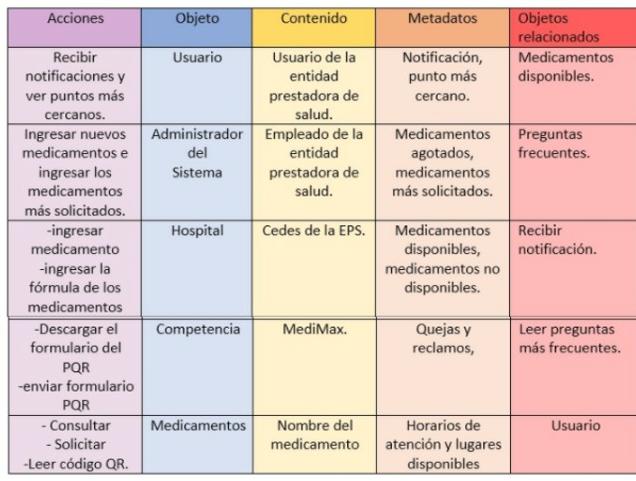 Acciones
Objeto
Contenido
Metadatos
Objetos
relacionados
Recibir
notificaciones y
ver puntos más
cercanos.
Usuario
Usuario de la
entidad
prestadora de
salud.
Notificación,
punto más
cercano.
Medicamentos
disponibles.
Ingresar nuevos
medicamentos e
ingresar los
medicamentos
más solicitados.
Administrador
del
Sistema
Empleado de la
entidad
prestadora de
salud.
Medicamentos
agotados,
medicamentos
más solicitados.
Preguntas
frecuentes.
-ingresar
medicamento
-ingresar la
fórmula de los
medicamentos
Hospital
Cedes de la EPS.
Medicamentos
disponibles,
medicamentos no
disponibles.
Recibir
notificación.
-Descargar el
formulario del
PQR
-enviar formulario
PQR
Competencia
MediMax.
Quejas y
reclamos,
Leer preguntas
más frecuentes.
- Consultar
- Solicitar
-Leer código QR.
Medicamentos
Nombre del
medicamento
Horarios de
atención y lugares
disponibles
Usuario